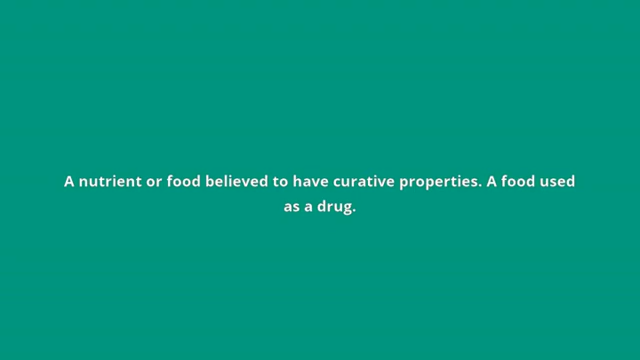 A nutrient or food believed to have curative properties. A food used
as a drug.